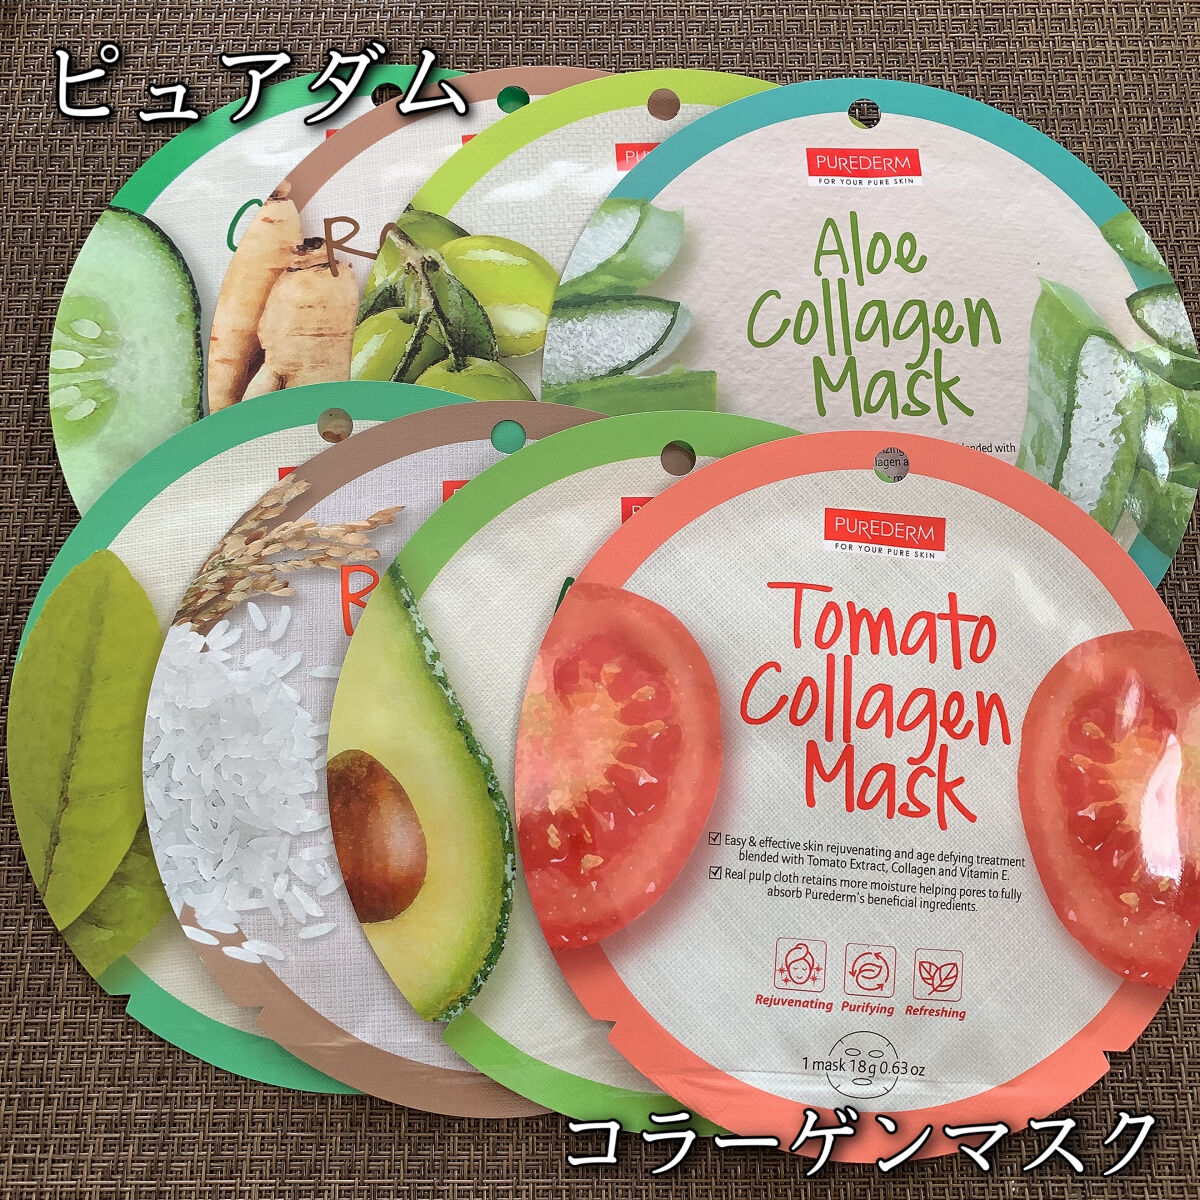 ピュアダム
PUREDERM
FOR YOUR PURE SKIN
Aloe
Collagen
Mask
PUREDERM
FOR YOUR PURE SKIN
Tomato
Collagen
Mask
Easy & effective skin rejuvenating and age defying treatment
blended with Tomato Extract, Collagen and Vitamin E.
Real pulp cloth retains more moisture helping pores to fully
absorb Purederm's beneficial ingredients.
Rejuvenating Purifying Refreshing
1 mask 18g 0.63 oz
コラーゲンマスク